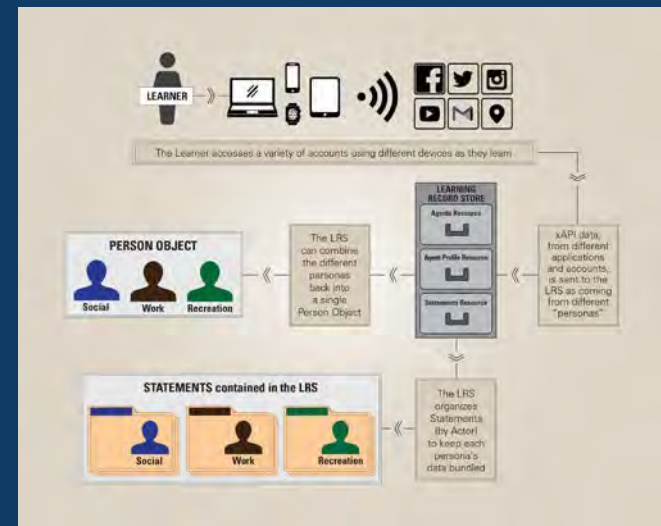 LEARNER
The Learner accesses a variety of accounts using different devices as they learn
LEARNING
RECORD STORE
Agents Resource
Agent Profile Resource
Statements Resource
xAPI data,
from different
applications
and accounts,
is sent to the
LRS as coming
from different
"personas"
The LRS
can combine
the different
personas
back into
a single
Person Object
PERSON OBJECT
Social
Work
Recreation
The LRS
organizes
Statements
(by Actor)
to keep each
persona's
data bundled
STATEMENTS contained in the LRS
Social
Work
Recreation